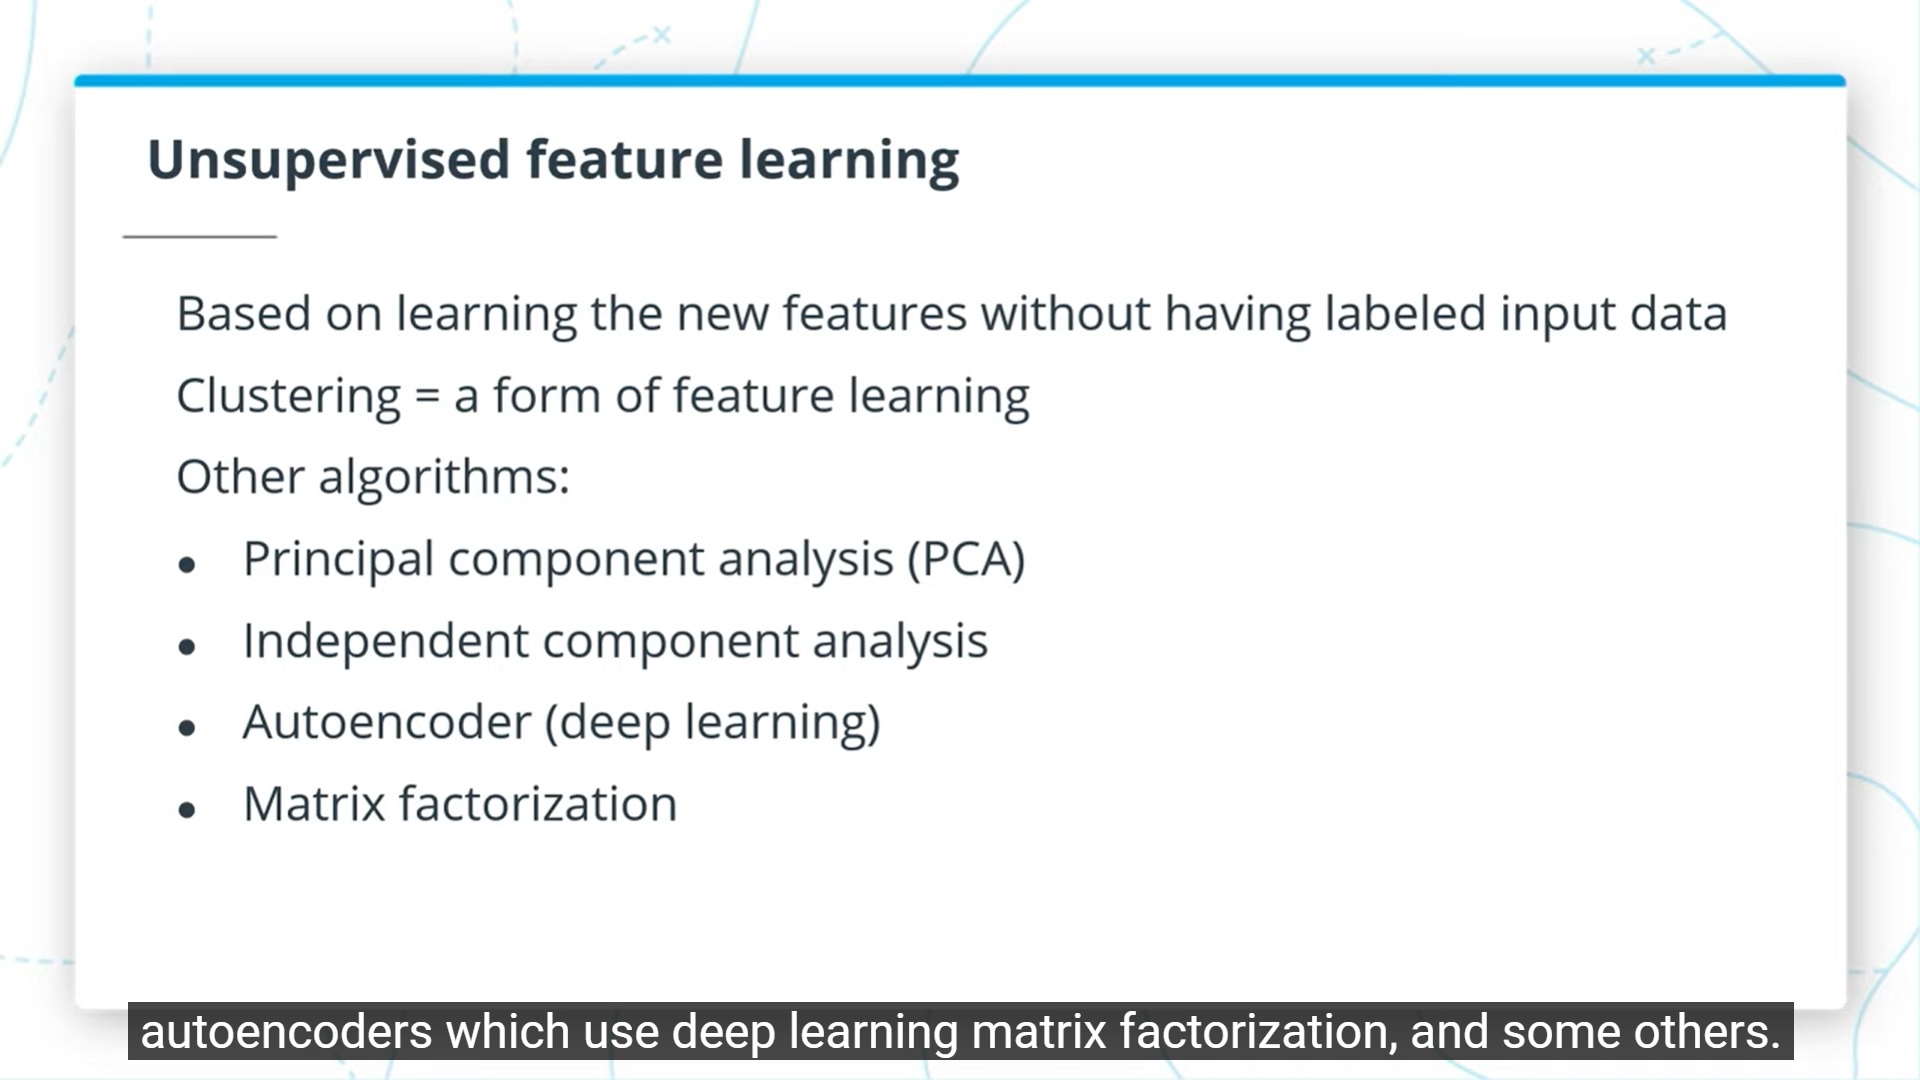 Unsupervised feature learning
Based on learning the new features without having labeled input data
Clustering = a form of feature learning
Other algorithms:
• Principal component analysis (PCA)
• Independent component analysis
• Autoencoder (deep learning)
• Matrix factorization
autoencoders which use deep learning matrix factorization, and some others.